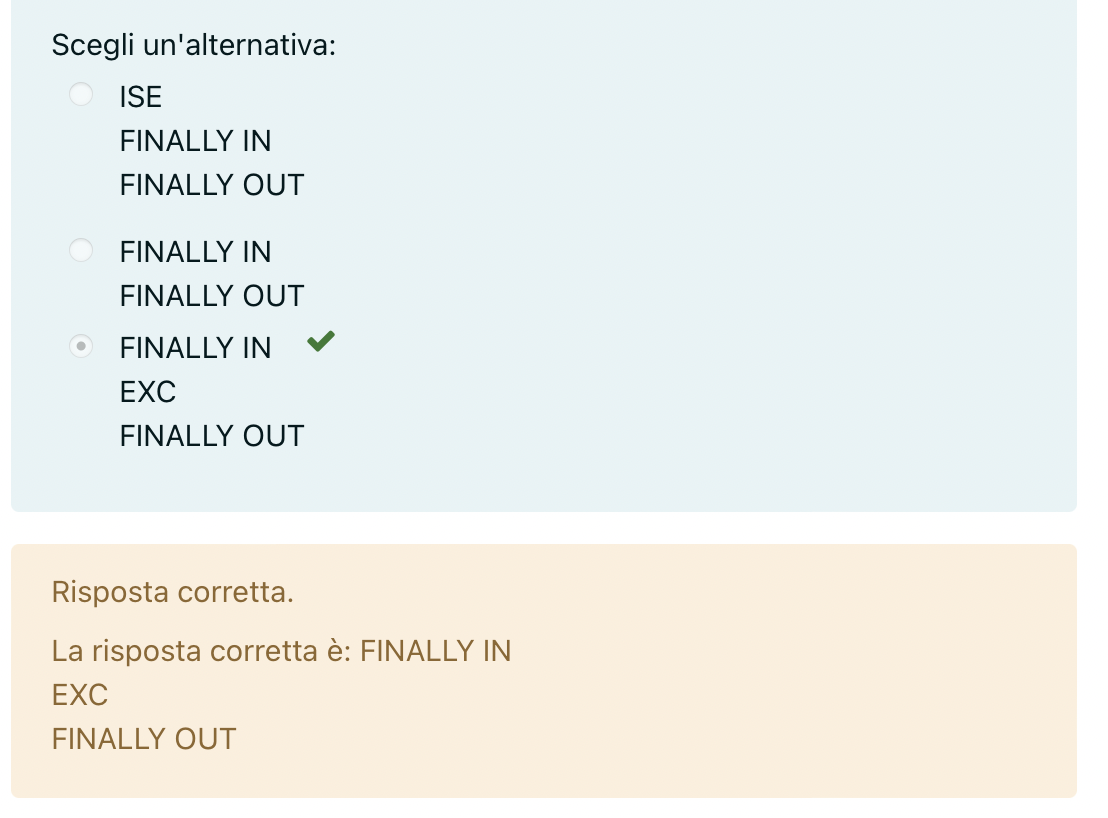 Scegli un'alternativa:
ISE
FINALLY IN
FINALLY OUT
FINALLY IN
FINALLY OUT
FINALLY IN
EXC
FINALLY OUT
Risposta corretta.
La risposta corretta è: FINALLY IN
EXC
FINALLY OUT